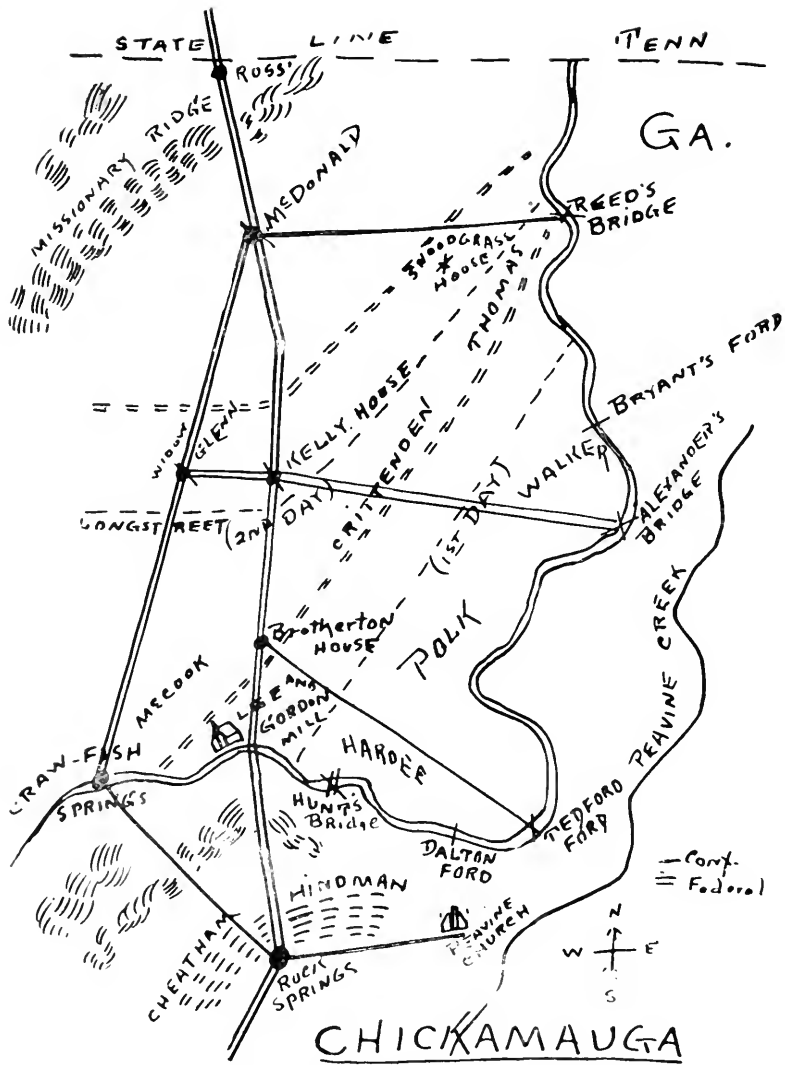 STATE LINE TENN
ROSS'
GA.
MISSIONARY RIDGE
McDONALD
REED'S
BRIDGE
SNODGRASS
HOUSE
THOMAS
BRYANT'S FORD
WIDOW
GLENN
KELLY HOUSE
CRITTENDEN
WALKER
ALEXANDER'S
BRIDGE
LONGSTREET (2ND DAY)
(1ST DAY)
PEAVINE CREEK
Brotherton
HOUSE
POLK
McCOOK
LEE AND
GORDON
MILL
HARDEE
CRAW-FISH
SPRINGS
HUNT'S
Bridge
DALTON
FORD
TEDFORD
FORD
Conf.
Federal
HINDMAN
CHEATHAM
PEAVINE
CHURCH
ROCK
SPRINGS
N
W E
S
CHICKAMAUGA